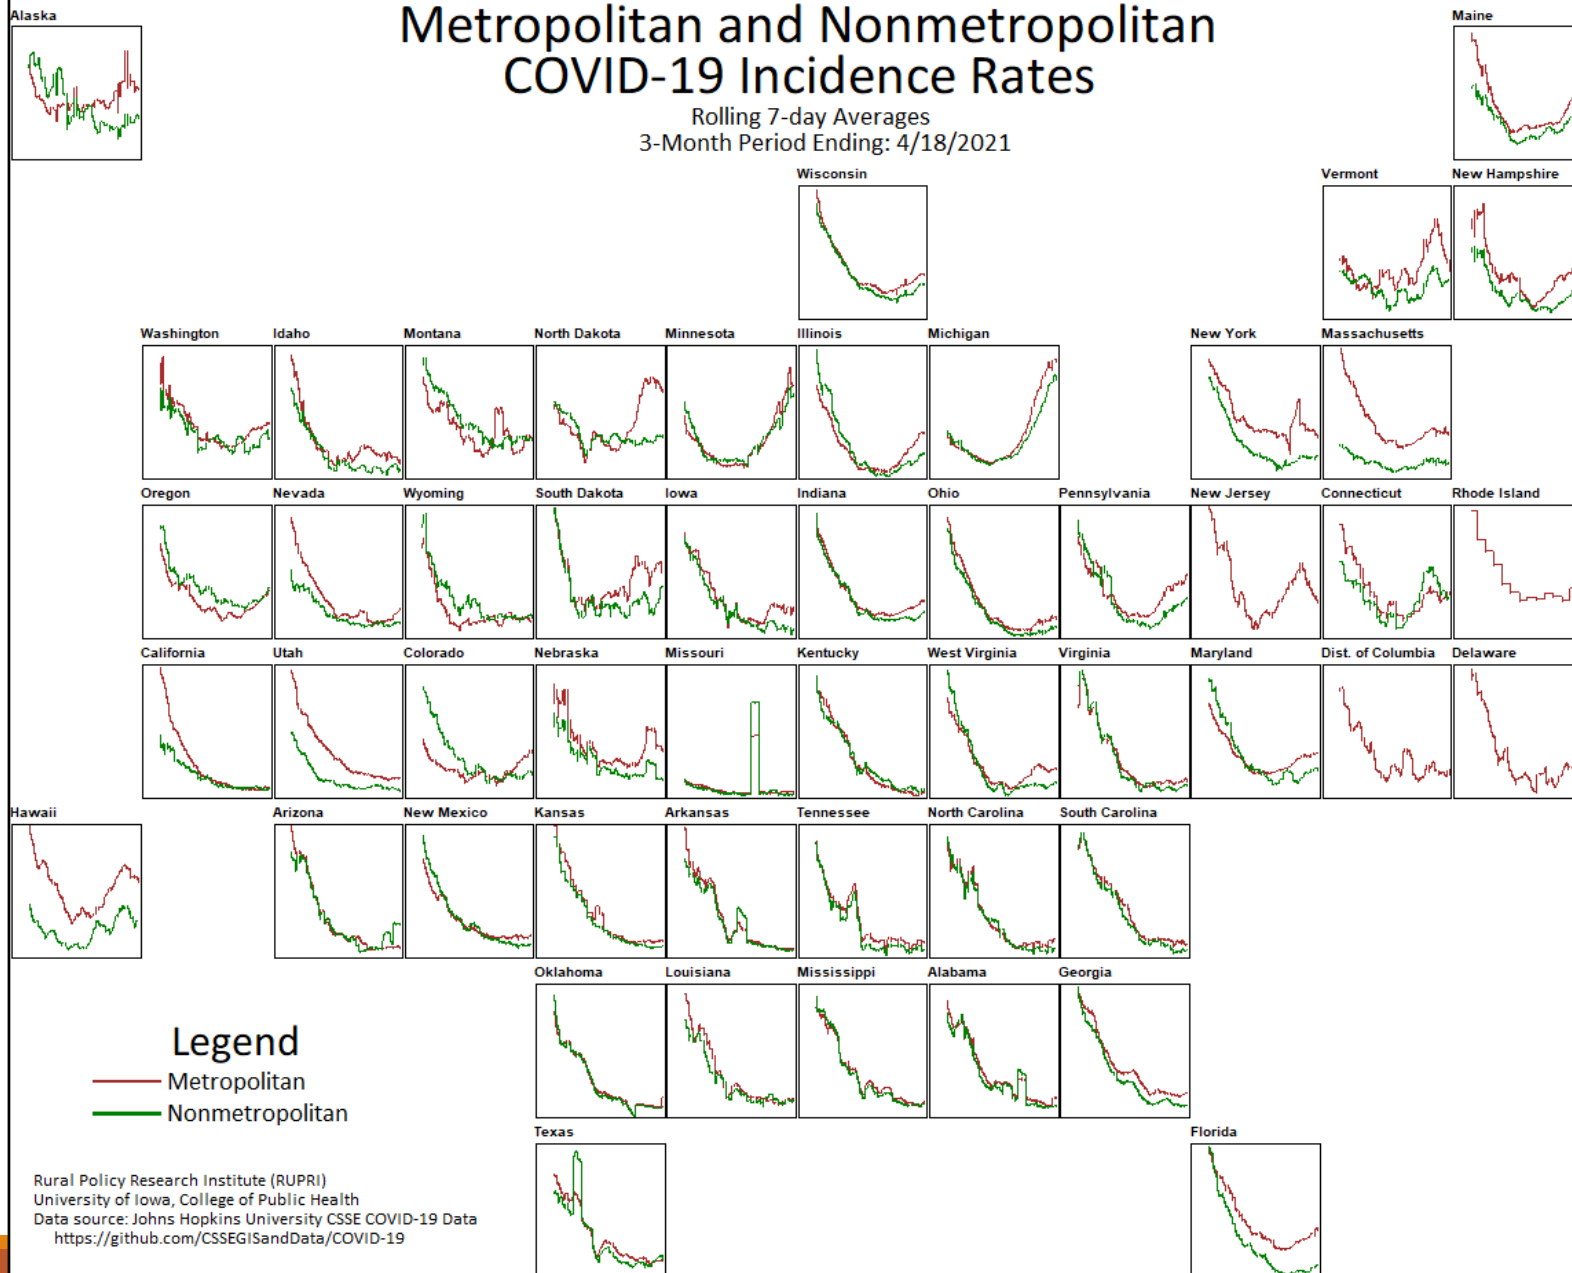 Metropolitan and Nonmetropolitan
COVID-19 Incidence Rates
Rolling 7-day Averages
3-Month Period Ending: 4/18/2021
Alaska
Maine
Wisconsin
Vermont
New Hampshire
Washington
Idaho
Montana
North Dakota
Minnesota
Illinois
Michigan
New York
Massachusetts
Oregon
Nevada
Wyoming
South Dakota
Iowa
Indiana
Ohio
Pennsylvania
New Jersey
Connecticut
Rhode Island
California
Utah
Colorado
Nebraska
Missouri
Kentucky
West Virginia
Virginia
Maryland
Dist. of Columbia
Delaware
Hawaii
Arizona
New Mexico
Kansas
Arkansas
Tennessee
North Carolina
South Carolina
Oklahoma
Louisiana
Mississippi
Alabama
Georgia
Texas
Florida
Legend
Metropolitan
Nonmetropolitan
Rural Policy Research Institute (RUPRI)
University of Iowa, College of Public Health
Data source: Johns Hopkins University CSSE COVID-19 Data
https://github.com/CSSEGISandData/COVID-19